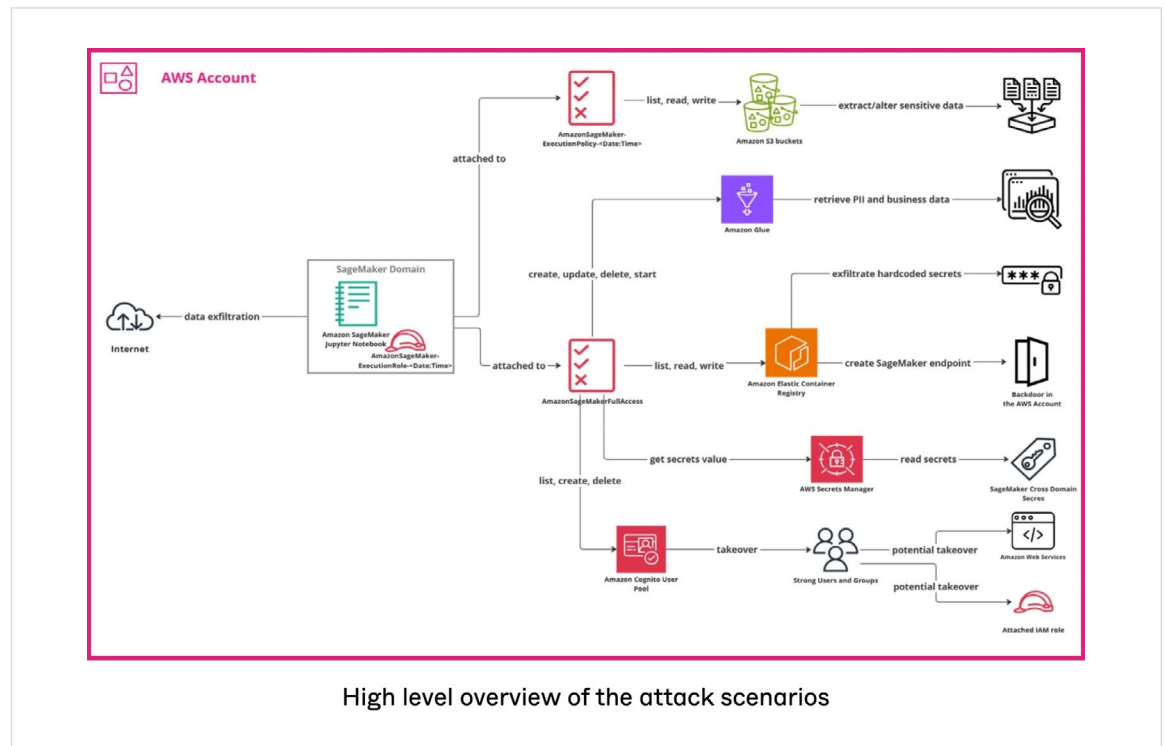 AWS Account
AmazonSageMaker-
ExecutionPolicy-<Date:Time>
list, read, write
Amazon S3 buckets
extract/alter sensitive data
attached to
Amazon Glue
retrieve PII and business data
create, update, delete, start
SageMaker Domain
Amazon SageMaker
Jupyter Notebook
AmazonSageMaker-
ExecutionRole-<Date:Time>
data exfiltration
Internet
attached to
AmazonSageMakerFullAccess
list, read, write
Amazon Elastic Container
Registry
exfiltrate hardcoded secrets
***
create SageMaker endpoint
Backdoor in
the AWS Account
get secrets value
AWS Secrets Manager
read secrets
SageMaker Cross Domain
Secres
list, create, delete
Amazon Cognito User
Pool
takeover
Strong Users and Groups
potential takeover
</>
Amazon Web Services
potential takeover
Attached IAM role
High level overview of the attack scenarios